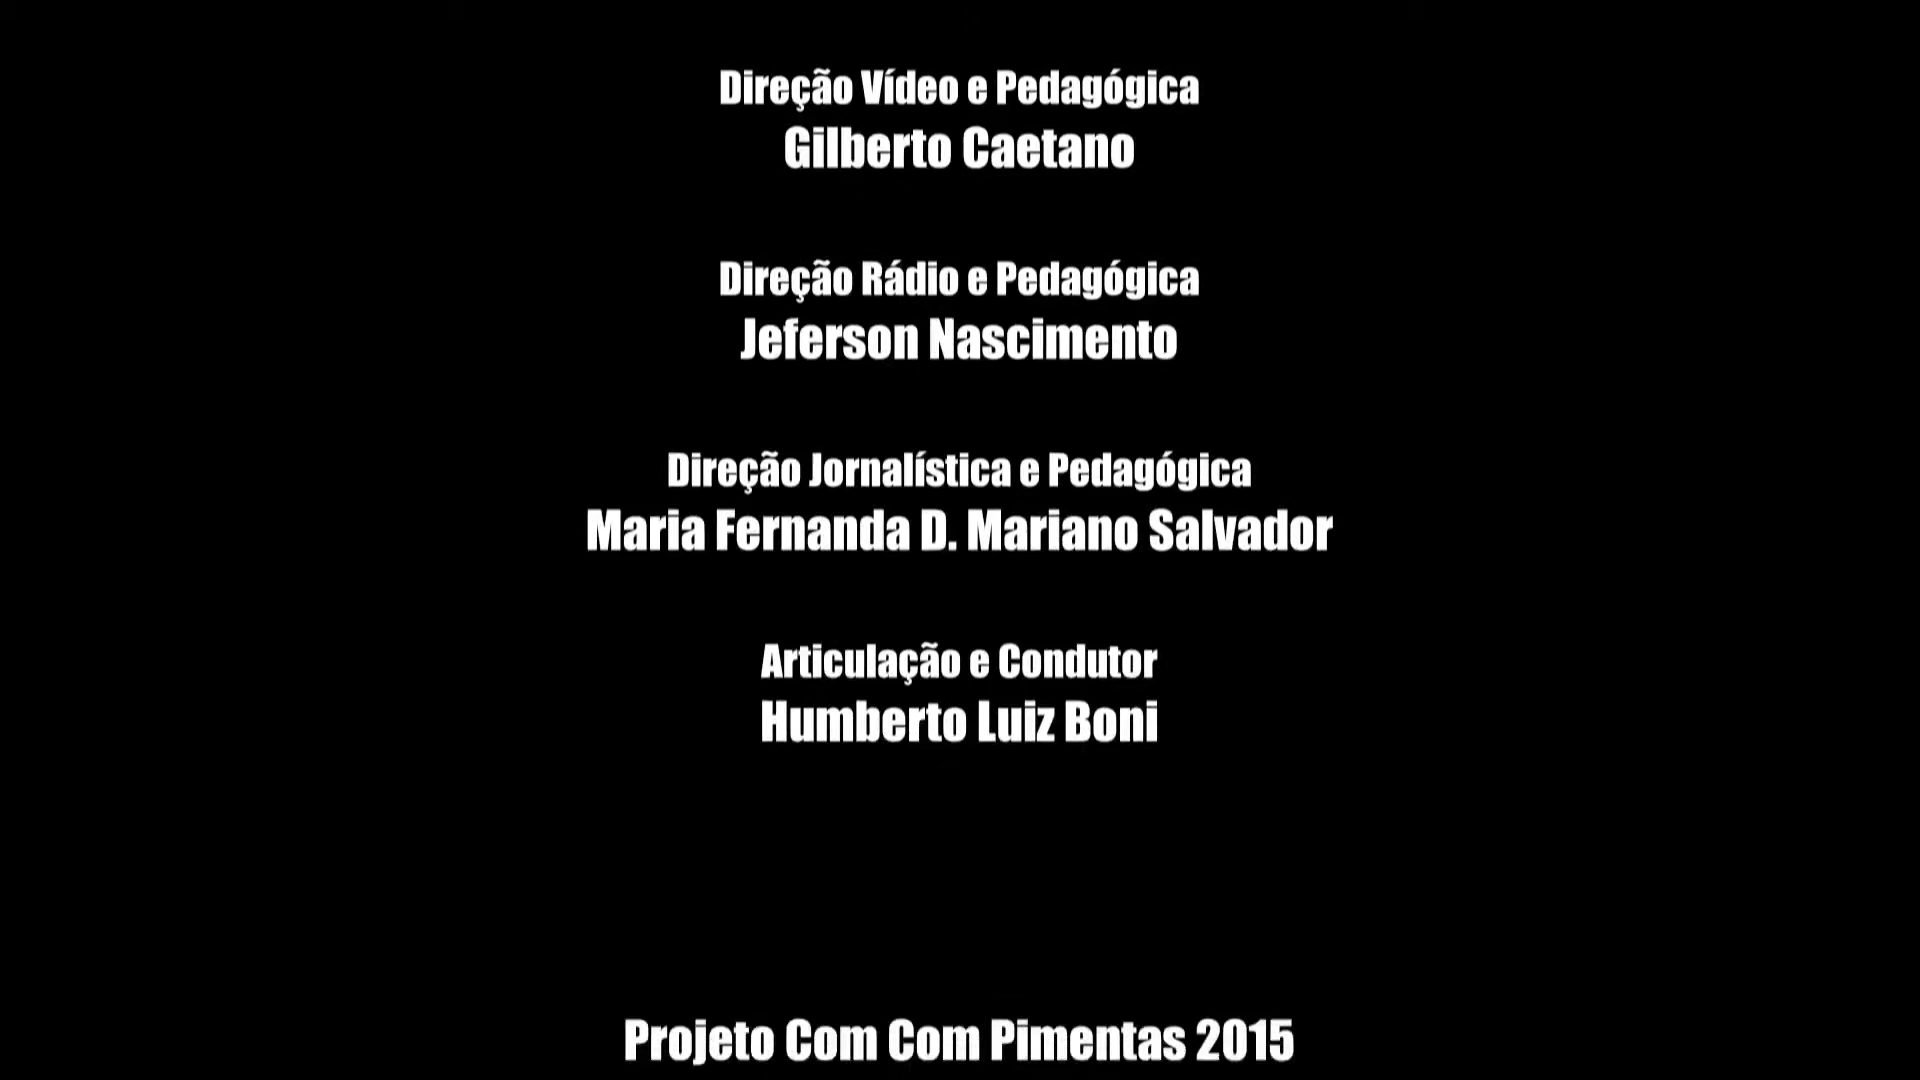 Direção Vídeo e Pedagógica
Gilberto Caetano
Direção Rádio e Pedagógica
Jeferson Nascimento
Direção Jornalística e Pedagógica
Maria Fernanda D. Mariano Salvador
Articulação e Condutor
Humberto Luiz Boni
Projeto Com Com Pimentas 2015